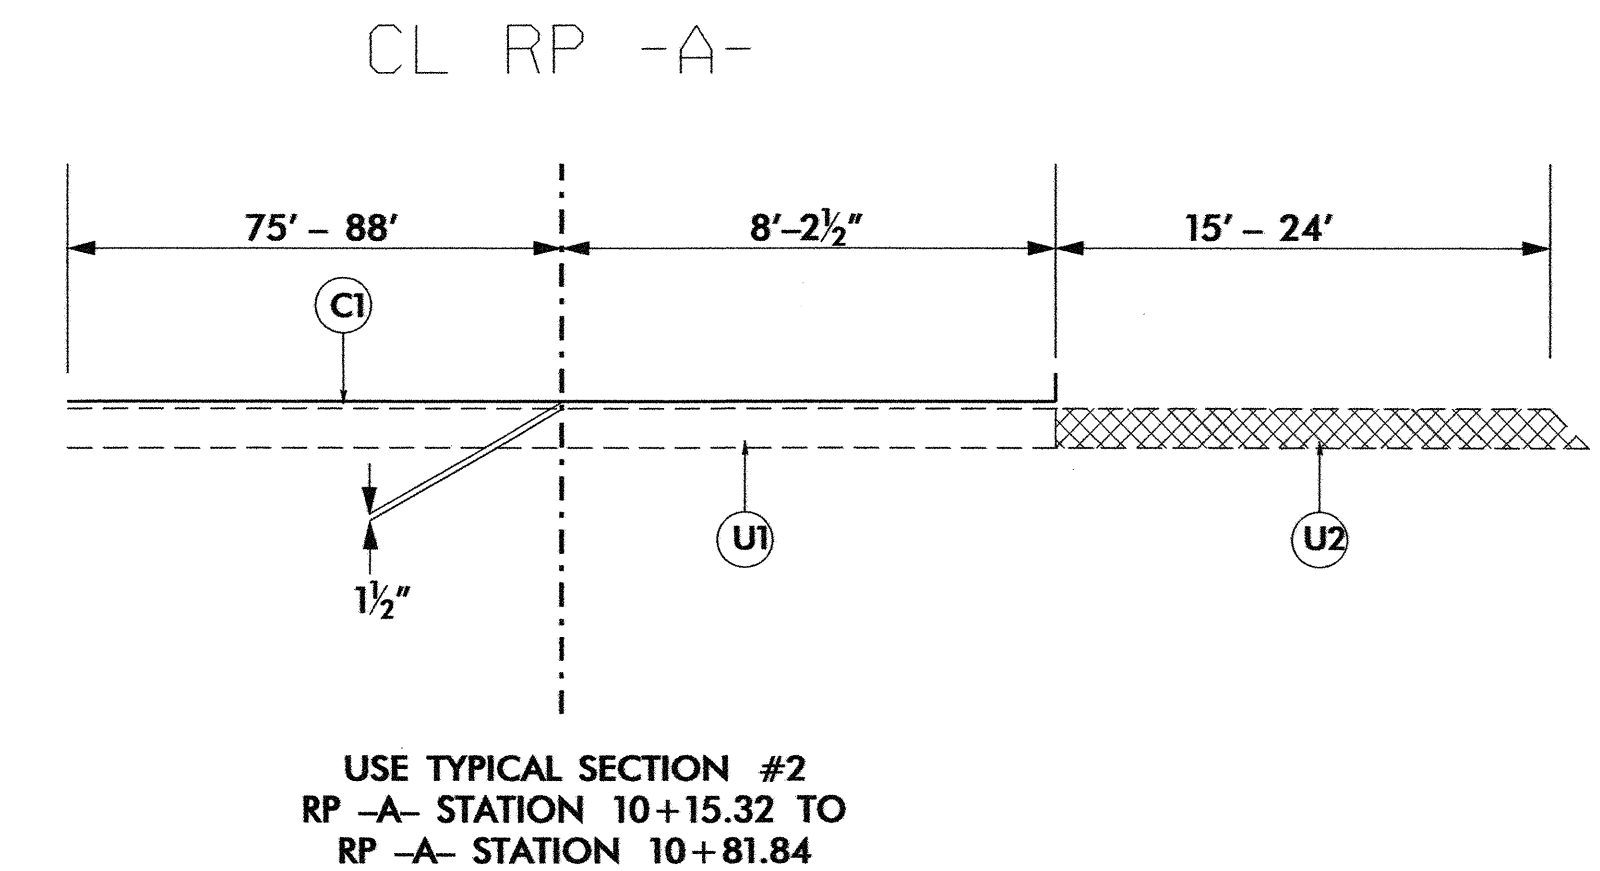 CL RP -A-
75' – 88'
8'–2½"
15' – 24'
C1
U1
U2
1½"
USE TYPICAL SECTION #2
RP –A– STATION 10+15.32 TO
RP –A– STATION 10+81.84